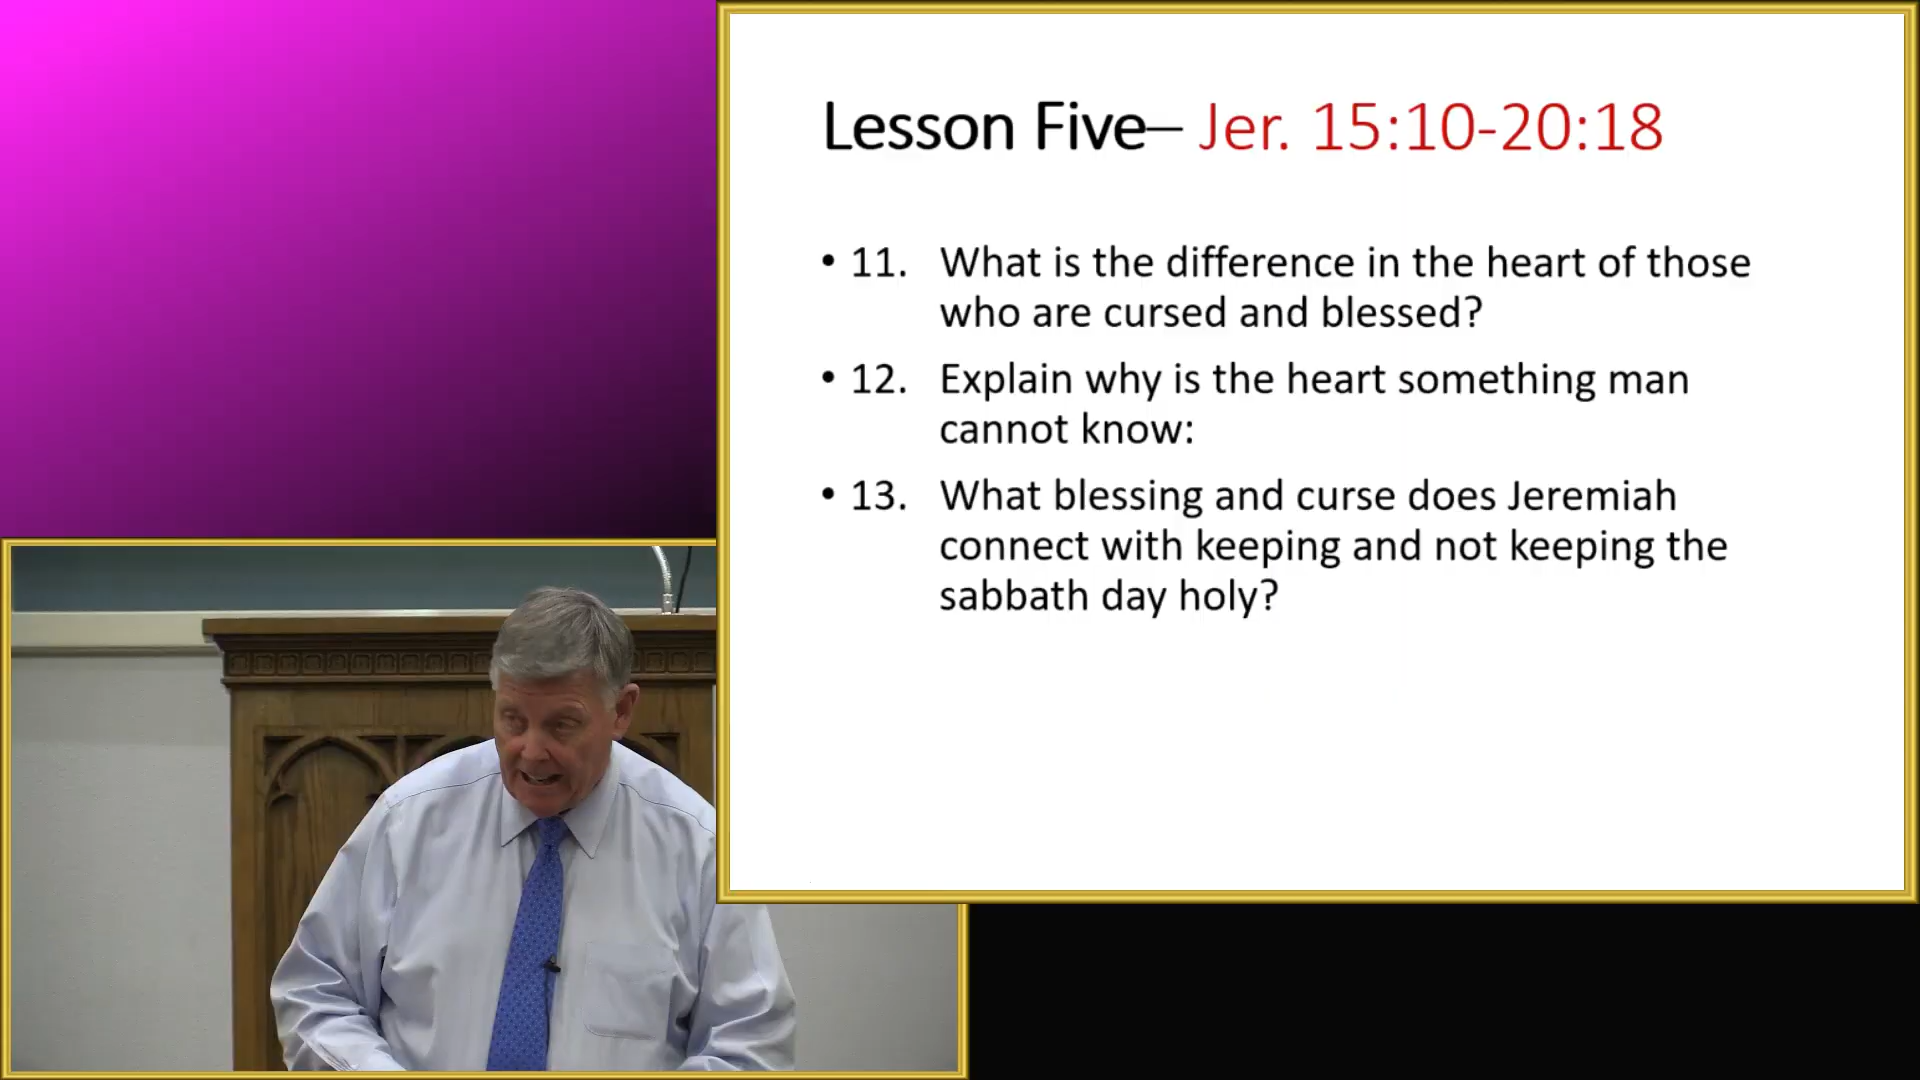 Lesson Five– Jer. 15:10-20:18
• 11. What is the difference in the heart of those
who are cursed and blessed?
• 12. Explain why is the heart something man
cannot know:
• 13. What blessing and curse does Jeremiah
connect with keeping and not keeping the
sabbath day holy?